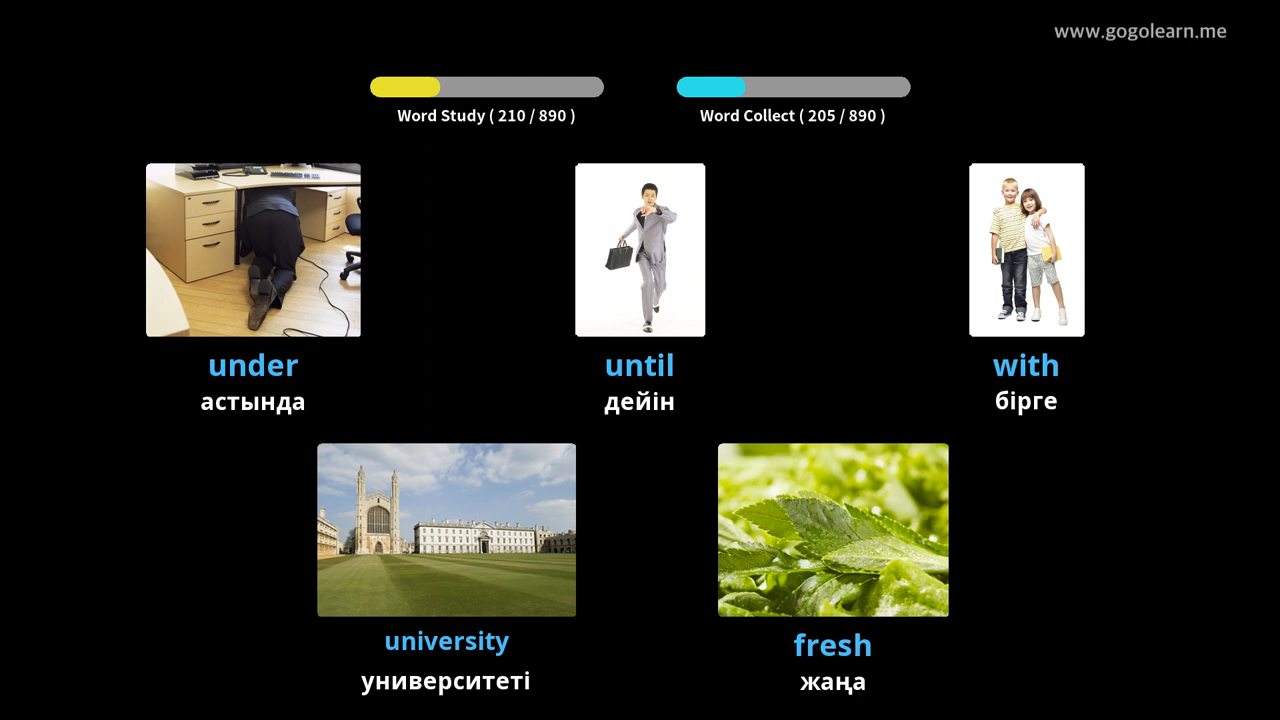 www.gogolearn.me
Word Study ( 210 / 890 )
Word Collect ( 205 / 890 )
under
астында
until
дейін
with
бірге
university
университеті
fresh
жаңа